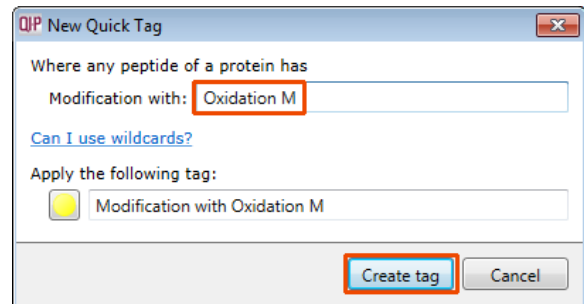 QIP New Quick Tag
Where any peptide of a protein has
Modification with: Oxidation M
Can I use wildcards?
Apply the following tag:
Modification with Oxidation M
Create tag Cancel